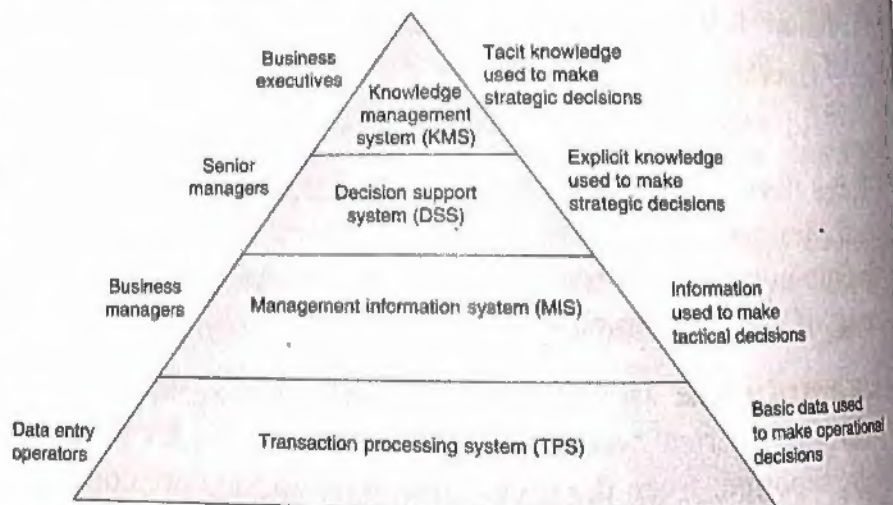 Business
executives
Knowledge
management
system (KMS)
Tacit knowledge
used to make
strategic decisions
Senior
managers
Decision support
system (DSS)
Explicit knowledge
used to make
strategic decisions
Business
managers
Management information system (MIS)
Information
used to make
tactical decisions
Data entry
operators
Transaction processing system (TPS)
Basic data used
to make operational
decisions